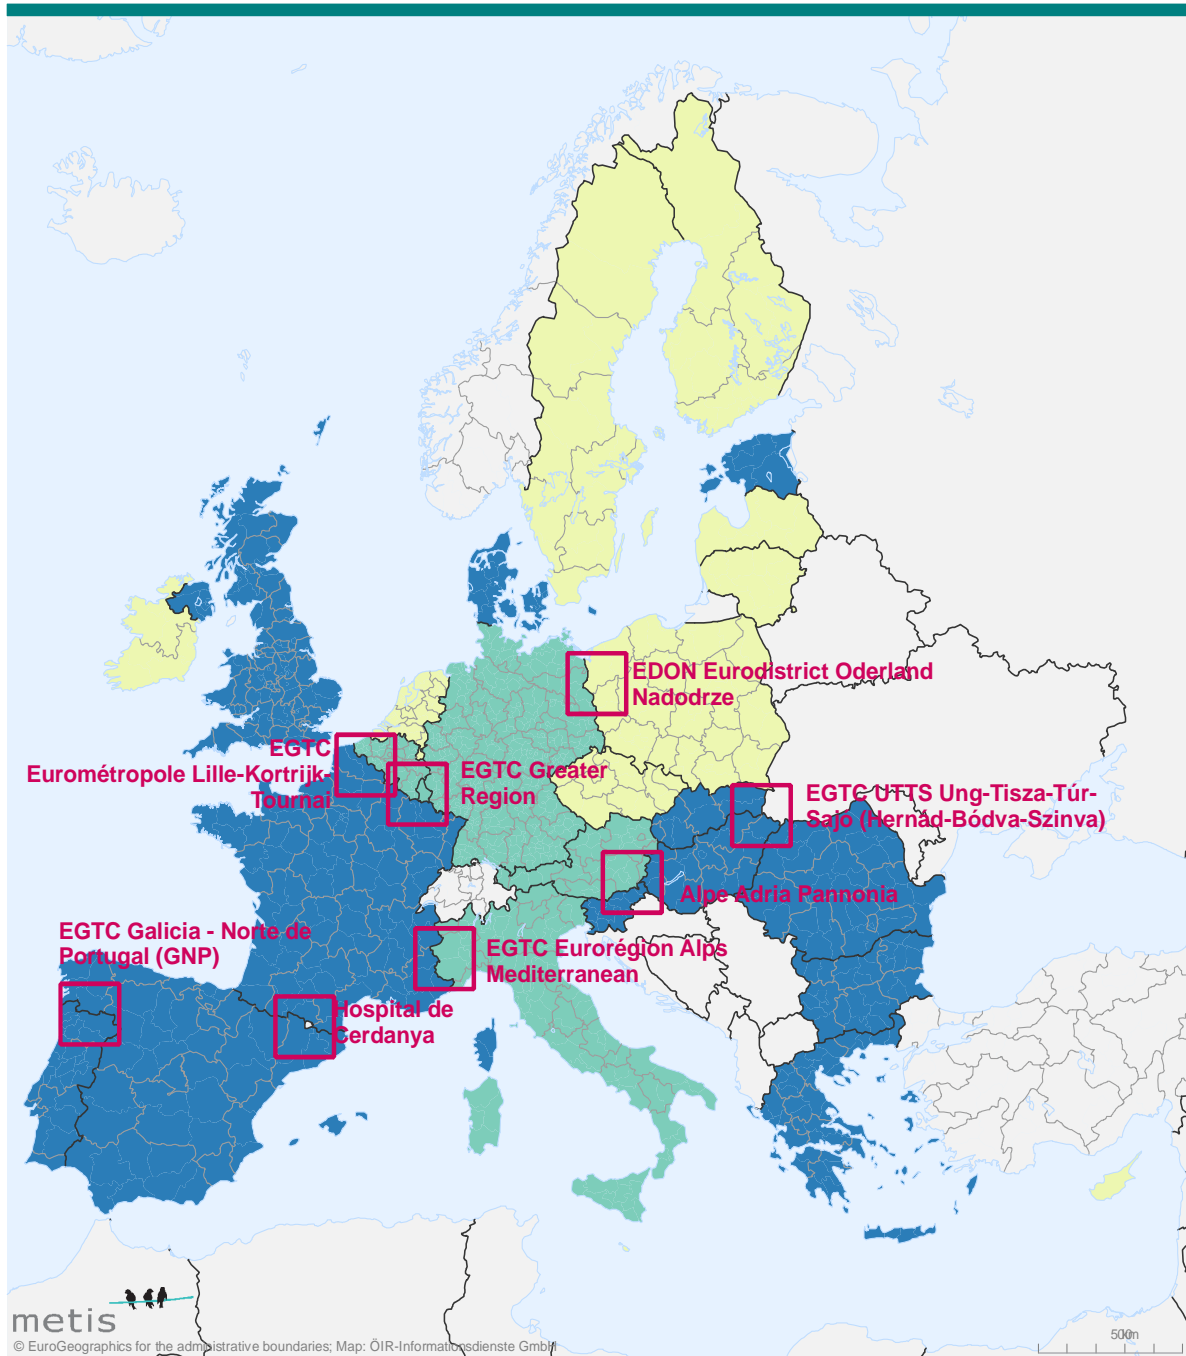 EDON Eurodistrict Oderland
Nadodrze
EGTC
Eurométropole Lille-Kortrijk-
Tournai
EGTC Greater
Region
EGTC UTTS Ung-Tisza-Túr-
Sajó (Hernád-Bódva-Szinva)
Alpe Adria Pannonia
EGTC Galicia - Norte de
Portugal (GNP)
EGTC Eurorégion Alps
Mediterranean
Hospital de
Cerdanya
metis
© EuroGeographics for the administrative boundaries; Map: ÖIR-Informationsdienste GmbH
500km